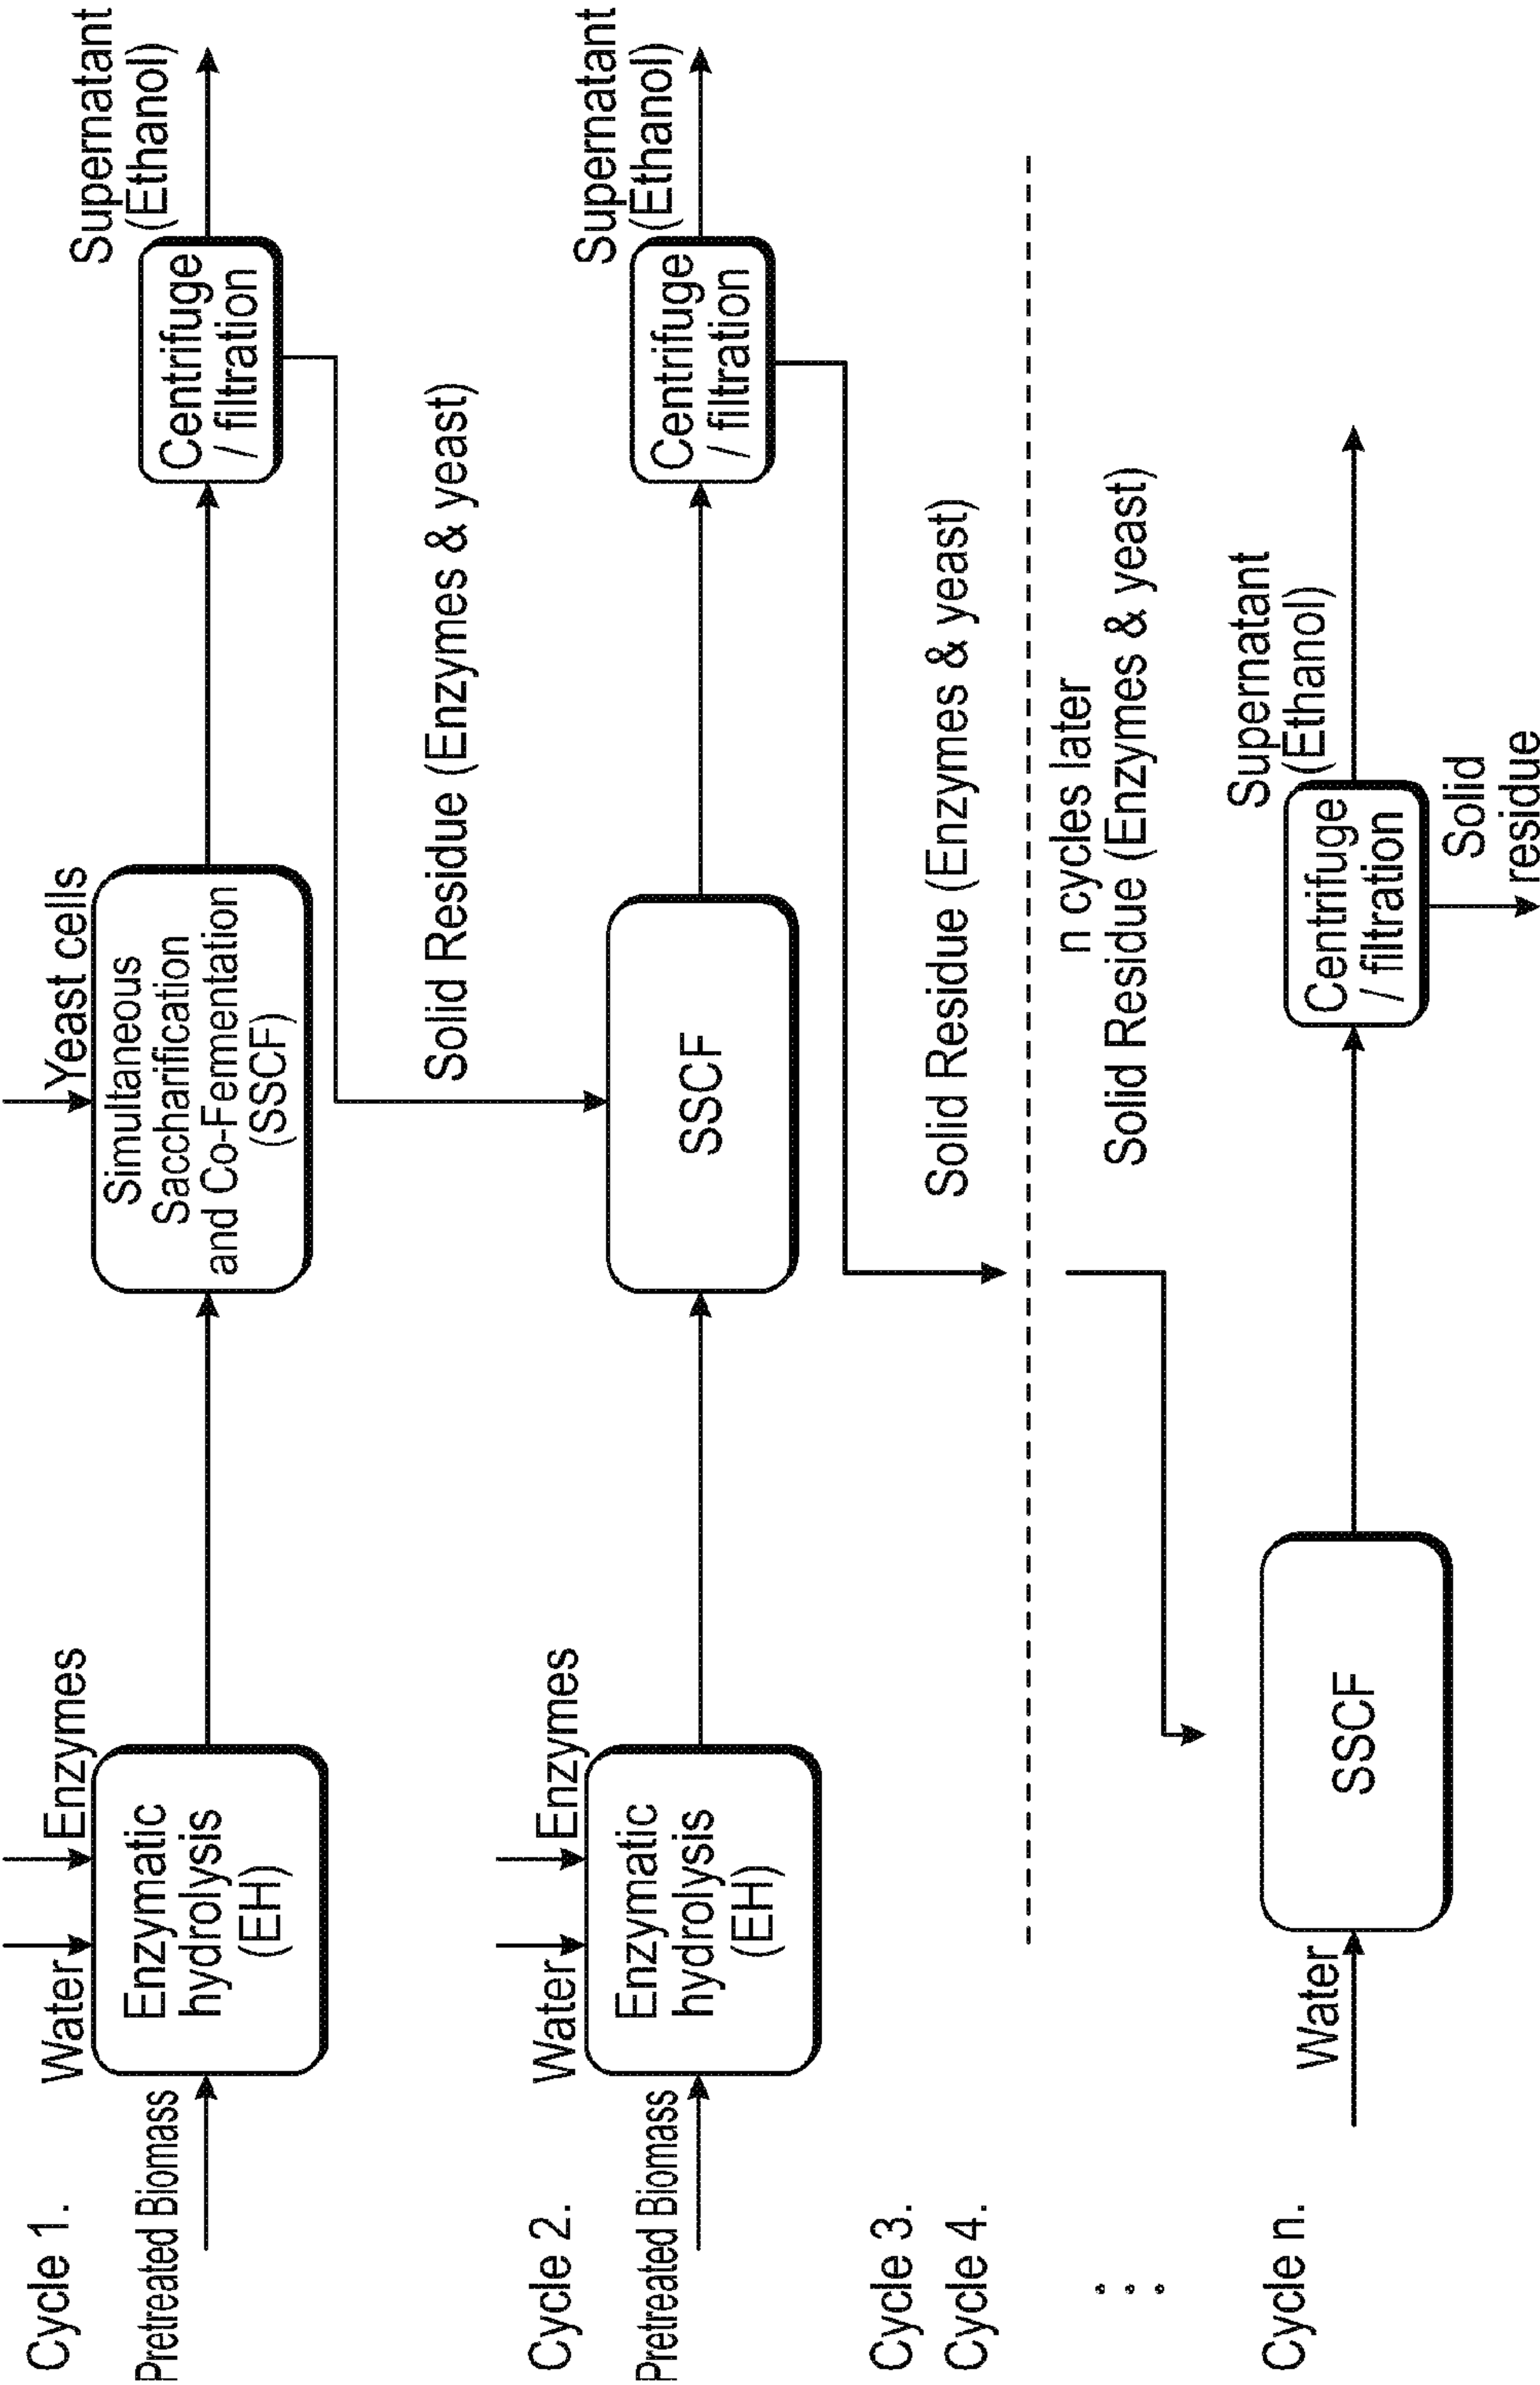 Cycle 1.
Pretreated Biomass
Water
Enzymes
Enzymatic
hydrolysis
(EH)
Yeast cells
Simultaneous
Saccharification
and Co-Fermentation
(SSCF)
Centrifuge
/ filtration
Supernatant
(Ethanol)
Solid Residue (Enzymes & yeast)
Cycle 2.
Pretreated Biomass
Water
Enzymes
Enzymatic
hydrolysis
(EH)
SSCF
Centrifuge
/ filtration
Supernatant
(Ethanol)
Solid Residue (Enzymes & yeast)
Cycle 3.
Cycle 4.
n cycles later
Solid Residue (Enzymes & yeast)
Cycle n.
Water
SSCF
Centrifuge
/ filtration
Supernatant
(Ethanol)
Solid
residue